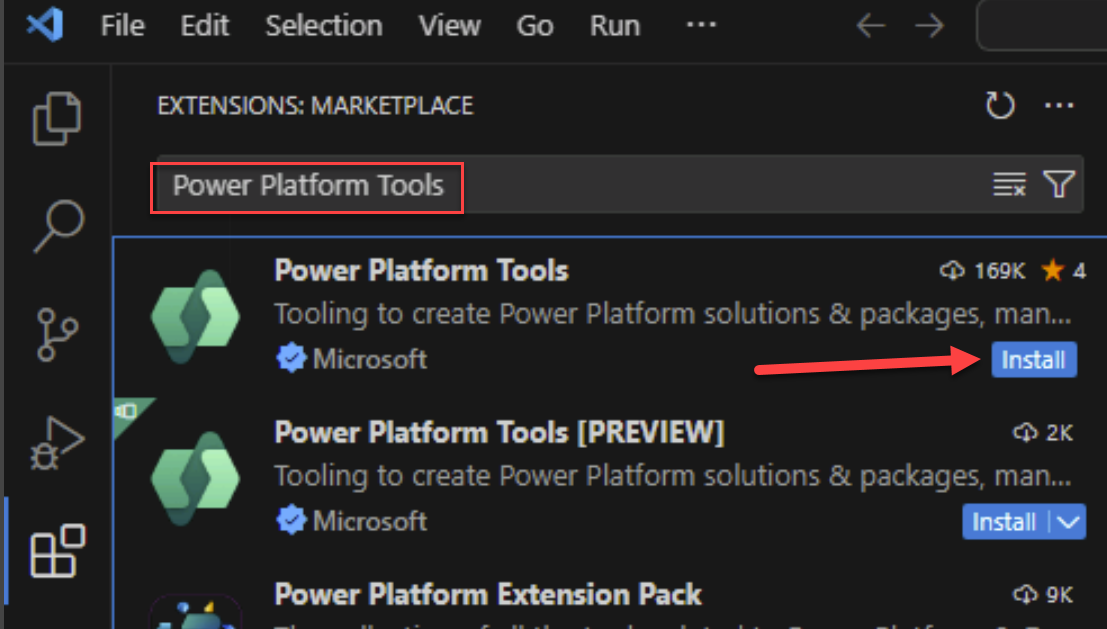 File Edit Selection View Go Run ...
EXTENSIONS: MARKETPLACE
Power Platform Tools
Power Platform Tools 169K 4
Tooling to create Power Platform solutions & packages, man...
Microsoft Install
Power Platform Tools [PREVIEW] 2K
Tooling to create Power Platform solutions & packages, man...
Microsoft Install
Power Platform Extension Pack 9K